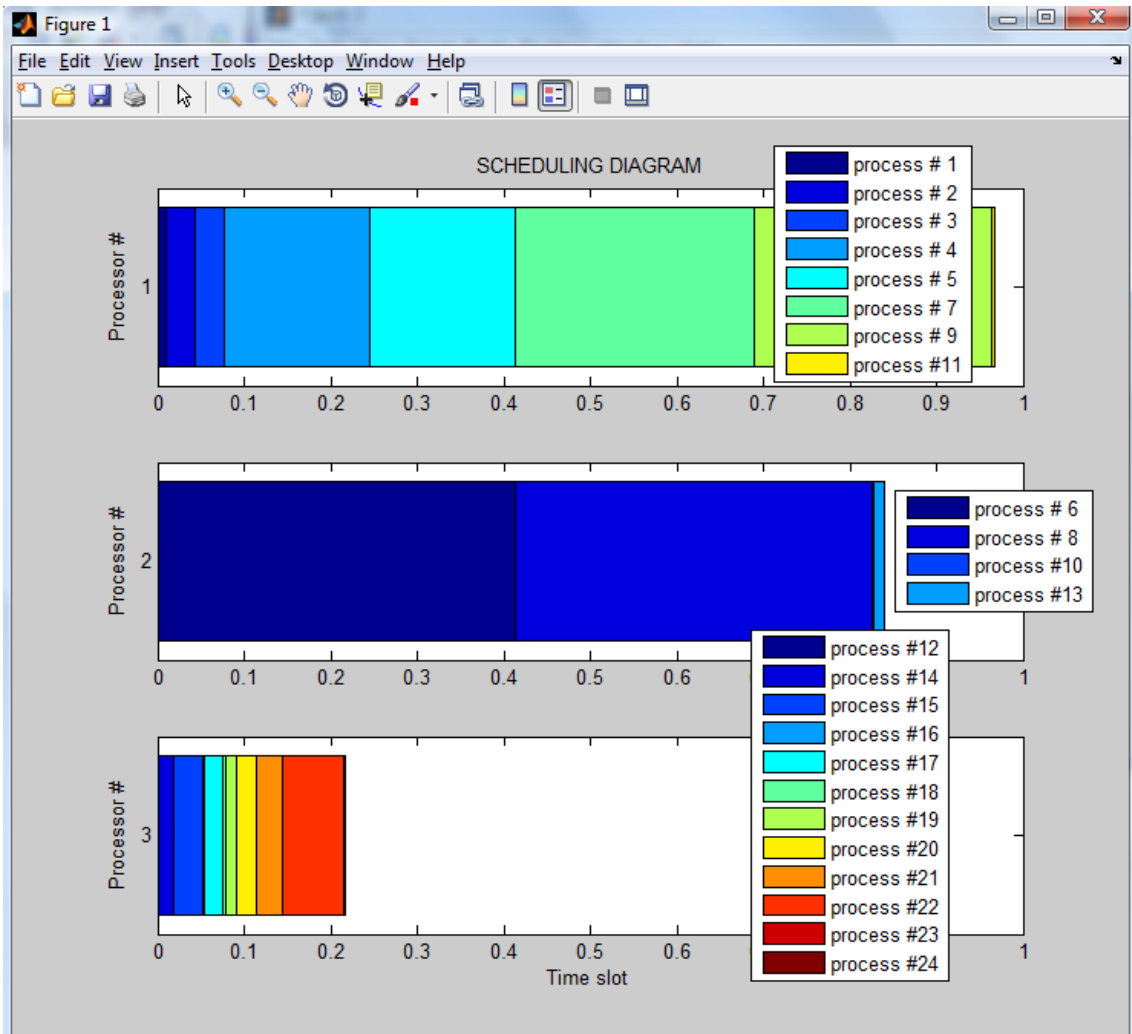 Figure 1
File Edit View Insert Tools Desktop Window Help
SCHEDULING DIAGRAM
Processor #
1
0 0.1 0.2 0.3 0.4 0.5 0.6 0.7 0.8 0.9 1
process # 1
process # 2
process # 3
process # 4
process # 5
process # 7
process # 9
process #11
Processor #
2
0 0.1 0.2 0.3 0.4 0.5 0.6 1
process # 6
process # 8
process #10
process #13
Processor #
3
0 0.1 0.2 0.3 0.4 0.5 0.6 1
Time slot
process #12
process #14
process #15
process #16
process #17
process #18
process #19
process #20
process #21
process #22
process #23
process #24